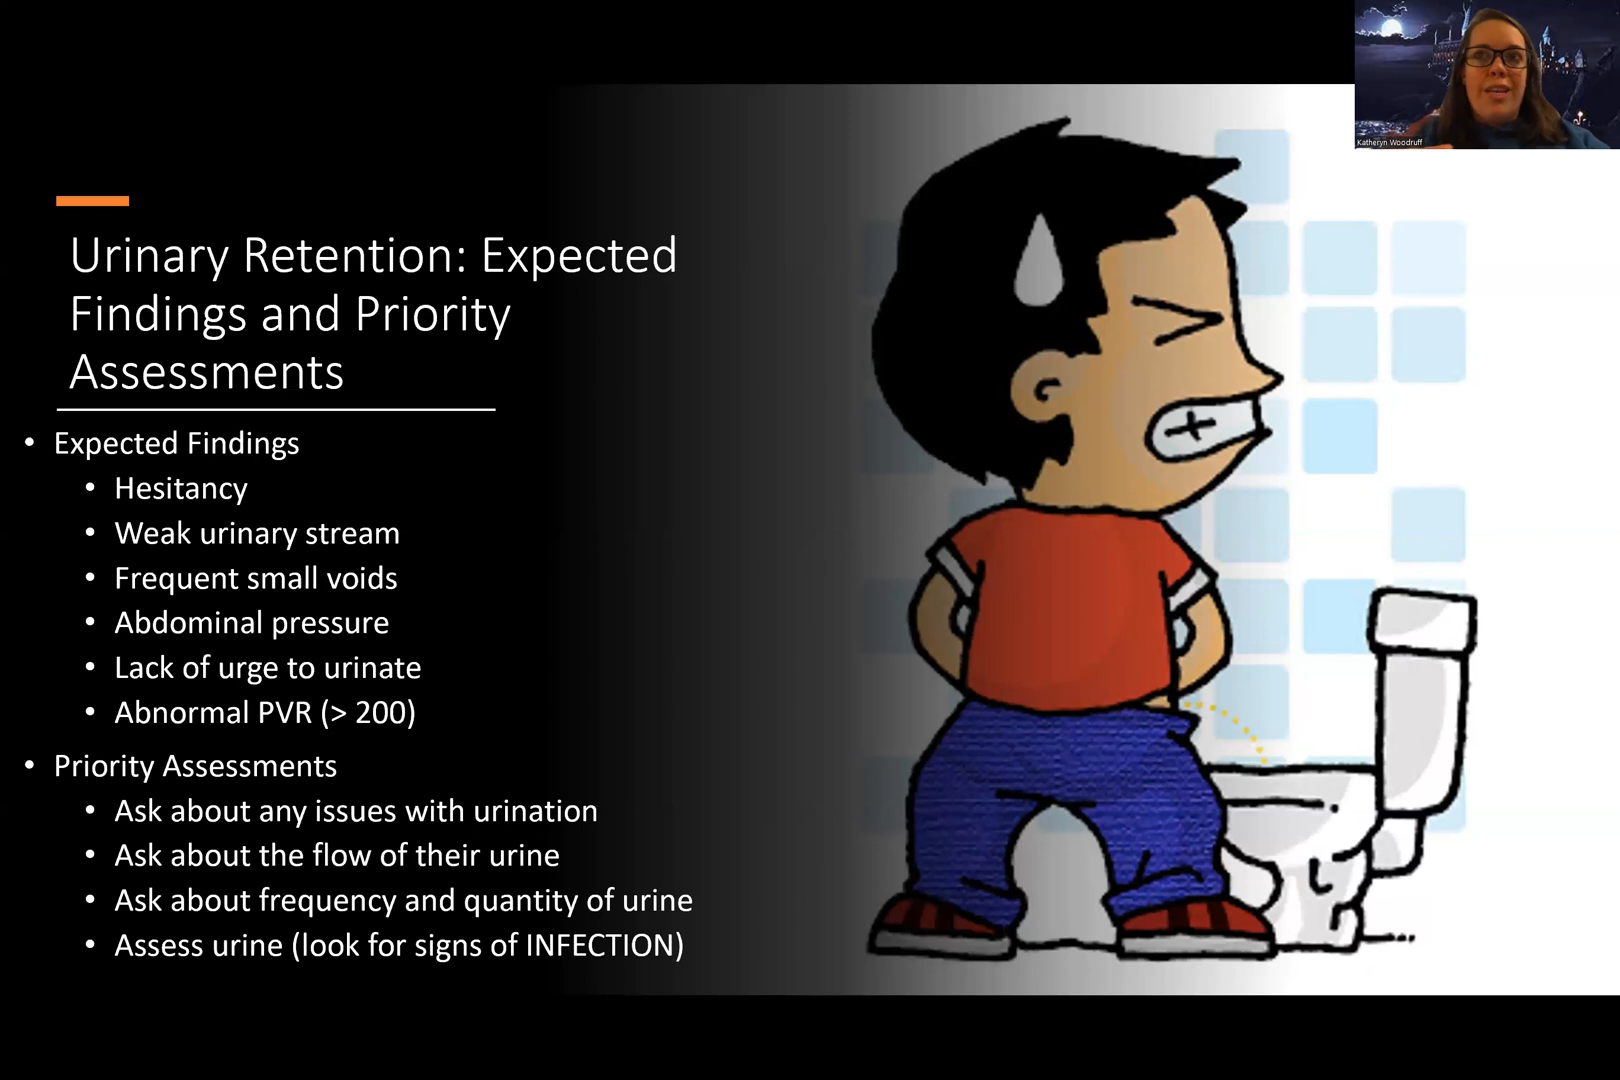 Katheryn Woodruff
Urinary Retention: Expected
Findings and Priority
Assessments
• Expected Findings
• Hesitancy
• Weak urinary stream
• Frequent small voids
• Abdominal pressure
• Lack of urge to urinate
• Abnormal PVR (> 200)
• Priority Assessments
• Ask about any issues with urination
• Ask about the flow of their urine
• Ask about frequency and quantity of urine
• Assess urine (look for signs of INFECTION)